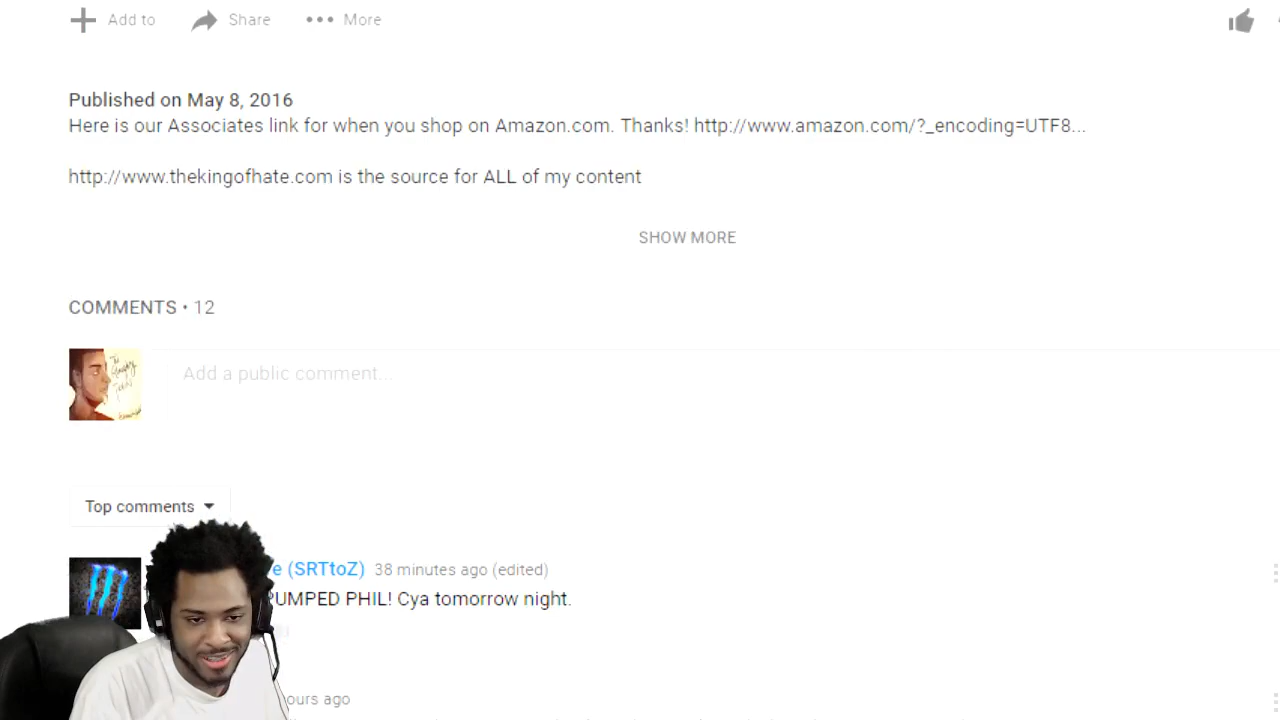 Add to Share More
Published on May 8, 2016
Here is our Associates link for when you shop on Amazon.com. Thanks! http://www.amazon.com/?_encoding=UTF8...
http://www.thekingofhate.com is the source for ALL of my content
SHOW MORE
COMMENTS • 12
Add a public comment...
Top comments
(SRTtoZ) 38 minutes ago (edited)
PUMPED PHIL! Cya tomorrow night.
ago